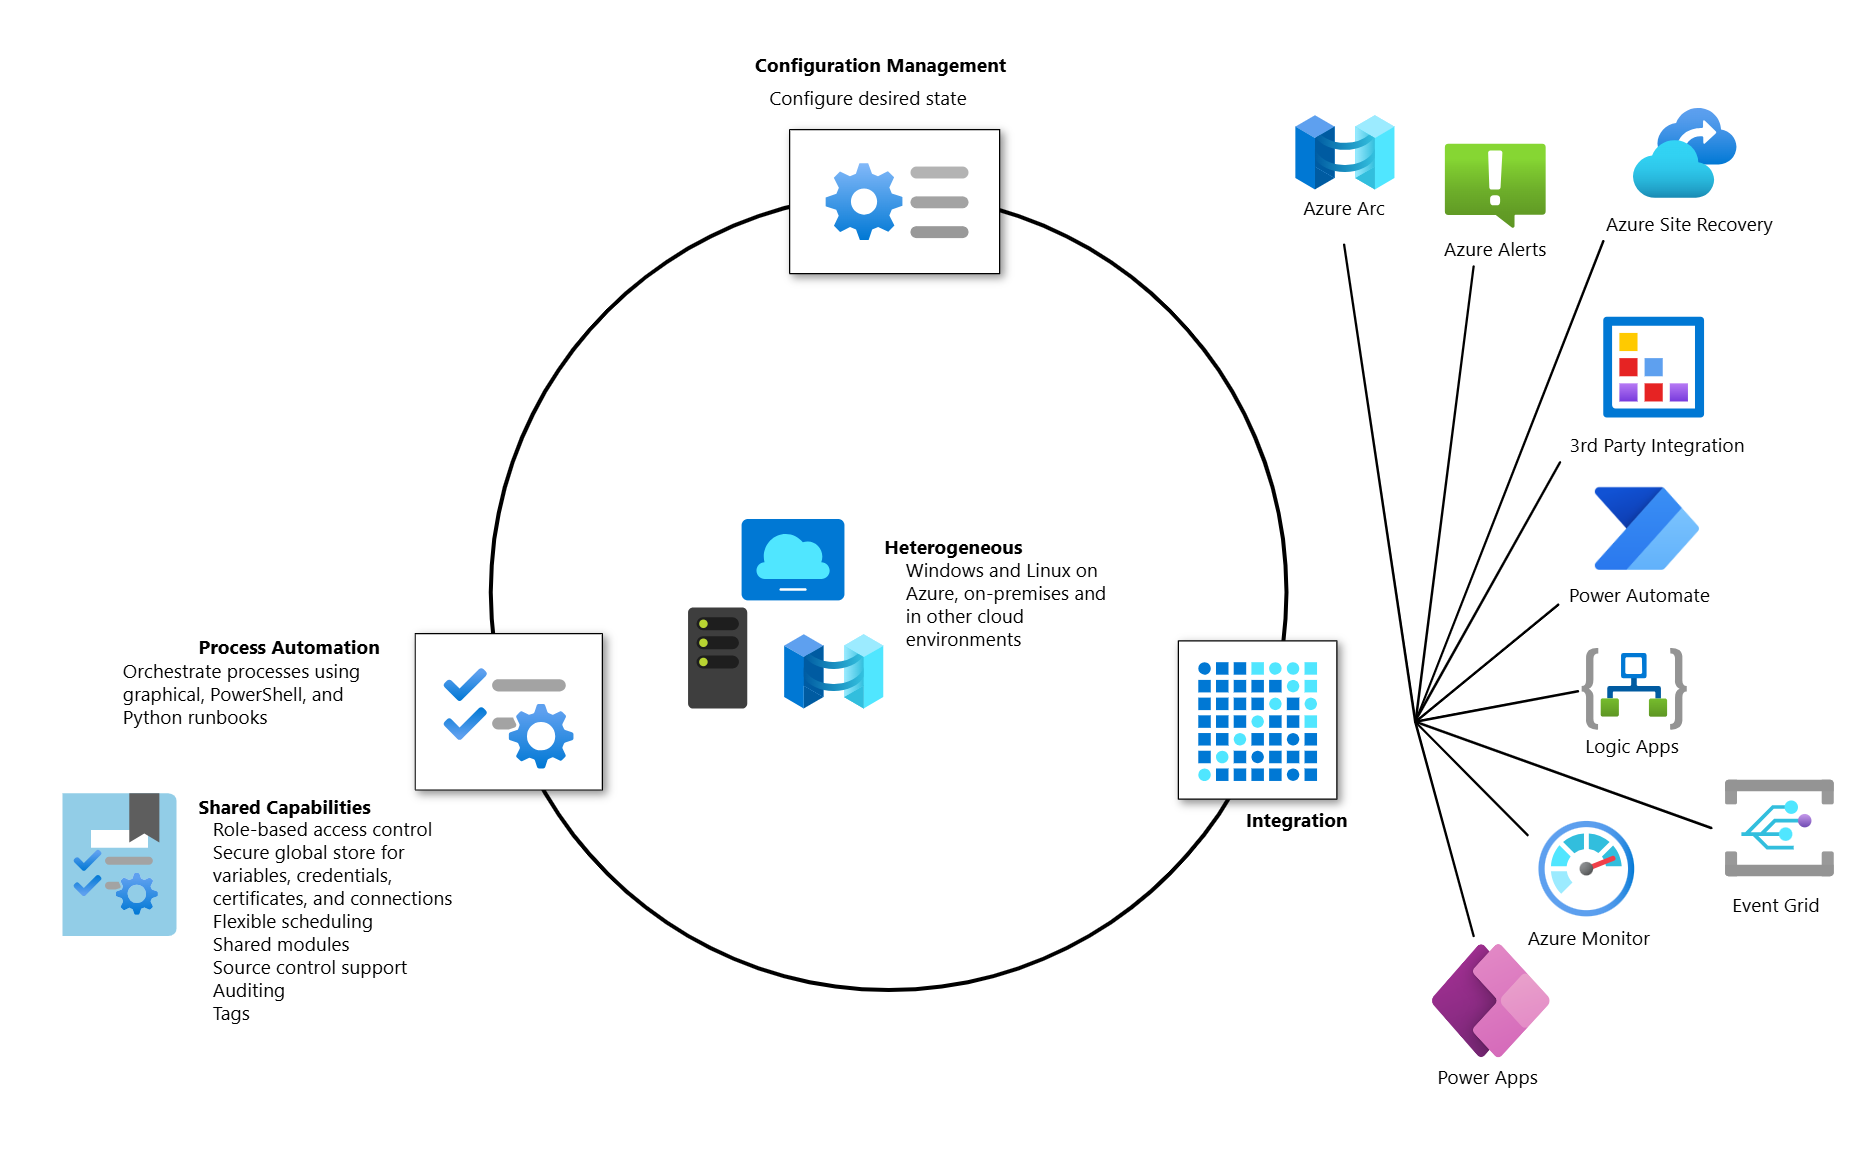 Configuration Management
Configure desired state
Azure Arc
Azure Alerts
Azure Site Recovery
3rd Party Integration
Power Automate
Logic Apps
Event Grid
Azure Monitor
Power Apps
Heterogeneous
Windows and Linux on
Azure, on-premises and
in other cloud
environments
Integration
Process Automation
Orchestrate processes using
graphical, PowerShell, and
Python runbooks
Shared Capabilities
Role-based access control
Secure global store for
variables, credentials,
certificates, and connections
Flexible scheduling
Shared modules
Source control support
Auditing
Tags